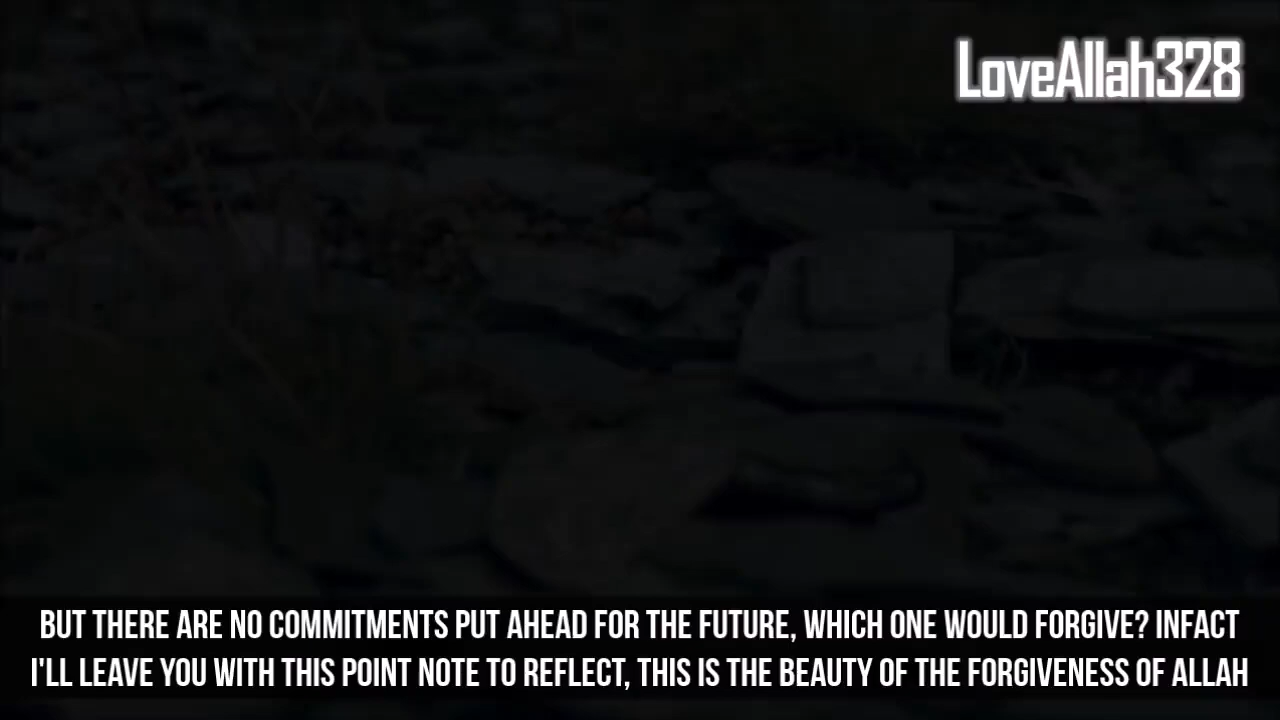 LoveAllah328
BUT THERE ARE NO COMMITMENTS PUT AHEAD FOR THE FUTURE, WHICH ONE WOULD FORGIVE? INFACT
I'LL LEAVE YOU WITH THIS POINT NOTE TO REFLECT, THIS IS THE BEAUTY OF THE FORGIVENESS OF ALLAH